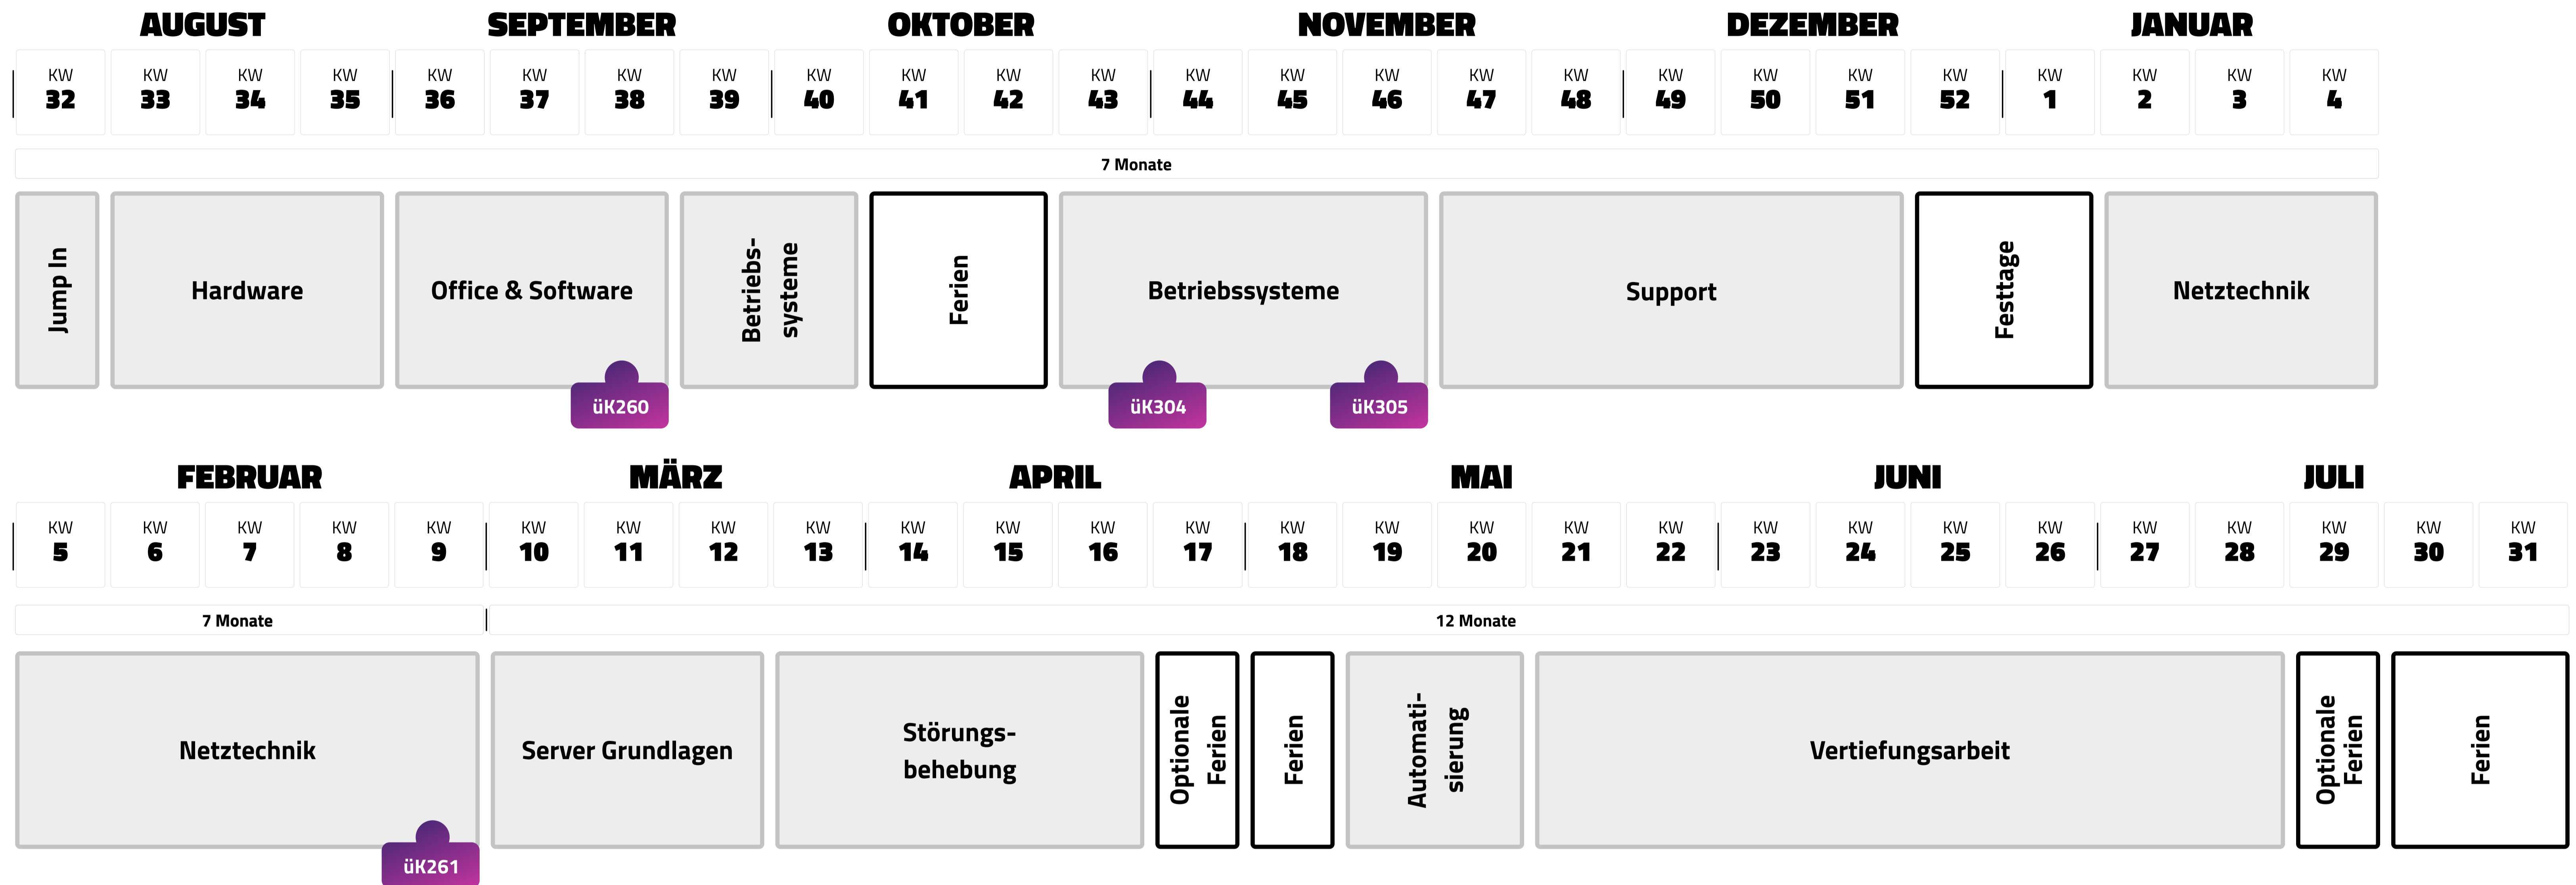 AUGUST SEPTEMBER OKTOBER NOVEMBER DEZEMBER JANUAR
KW KW KW KW KW KW KW KW KW KW KW KW KW KW KW KW KW KW KW KW KW KW KW KW KW
32 33 34 35 36 37 38 39 40 41 42 43 44 45 46 47 48 49 50 51 52 1 2 3 4
7 Monate
Jump In
Hardware
Office & Software
Betriebs-
systeme
Ferien
Betriebssysteme
Support
Festtage
Netztechnik
üK260
üK304
üK305
FEBRUAR MÄRZ APRIL MAI JUNI JULI
KW KW KW KW KW KW KW KW KW KW KW KW KW KW KW KW KW KW KW KW KW KW KW KW KW KW KW
5 6 7 8 9 10 11 12 13 14 15 16 17 18 19 20 21 22 23 24 25 26 27 28 29 30 31
7 Monate 12 Monate
Netztechnik
Server Grundlagen
Störungs-
behebung
Optionale
Ferien
Ferien
Automati-
sierung
Vertiefungsarbeit
Optionale
Ferien
Ferien
üK261